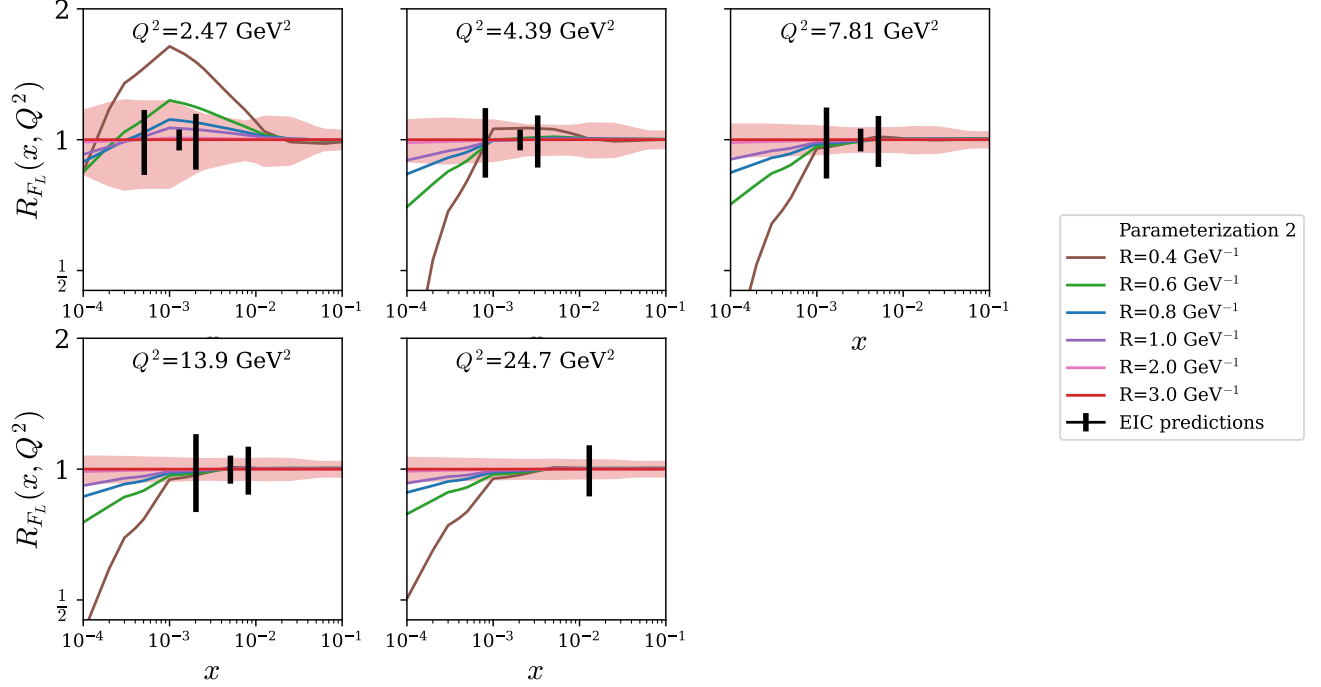 2
Q²=2.47 GeV²
Q²=4.39 GeV²
Q²=7.81 GeV²
R_{F_L}(x, Q²)
1
1/2
10⁻⁴ 10⁻³ 10⁻² 10⁻¹
10⁻⁴ 10⁻³ 10⁻² 10⁻¹
10⁻⁴ 10⁻³ 10⁻² 10⁻¹
x
Parameterization 2
R=0.4 GeV⁻¹
R=0.6 GeV⁻¹
R=0.8 GeV⁻¹
R=1.0 GeV⁻¹
R=2.0 GeV⁻¹
R=3.0 GeV⁻¹
EIC predictions
2
Q²=13.9 GeV²
Q²=24.7 GeV²
R_{F_L}(x, Q²)
1
1/2
10⁻⁴ 10⁻³ 10⁻² 10⁻¹
10⁻⁴ 10⁻³ 10⁻² 10⁻¹
x
x